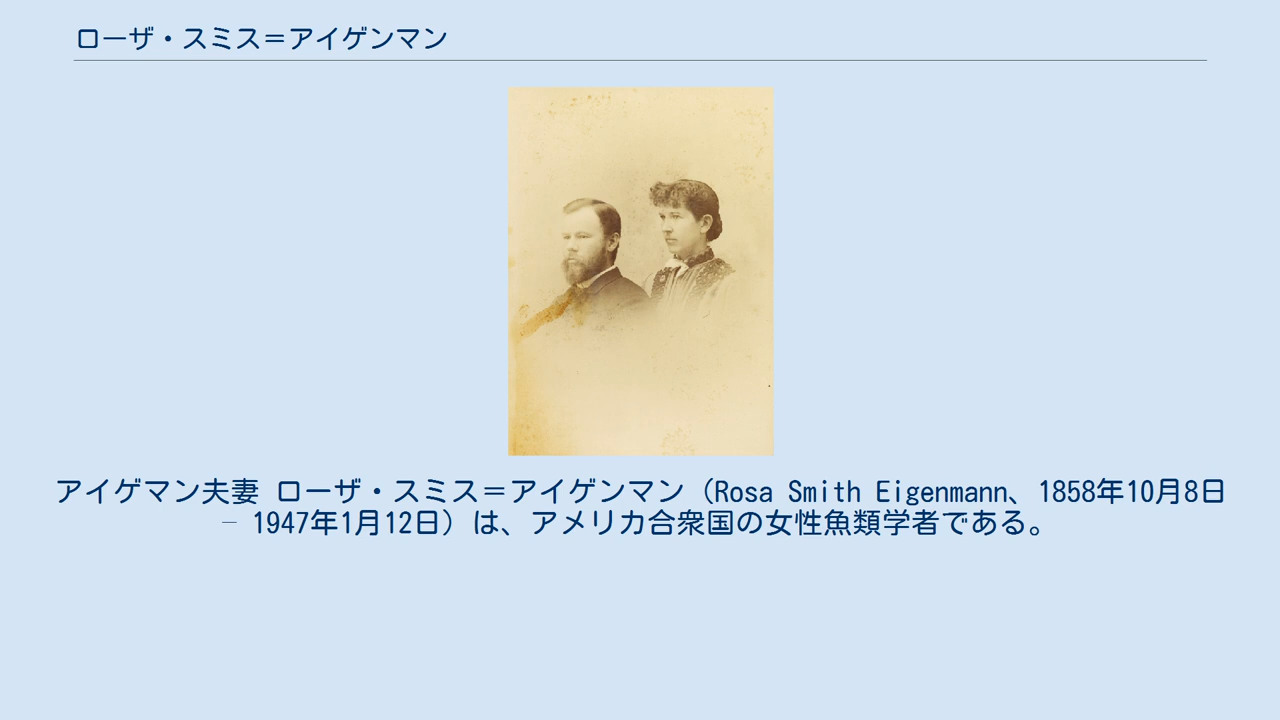 ローザ・スミス＝アイゲンマン
アイゲマン夫妻 ローザ・スミス＝アイゲンマン（Rosa Smith Eigenmann、1858年10月8日
– 1947年1月12日）は、アメリカ合衆国の女性魚類学者である。